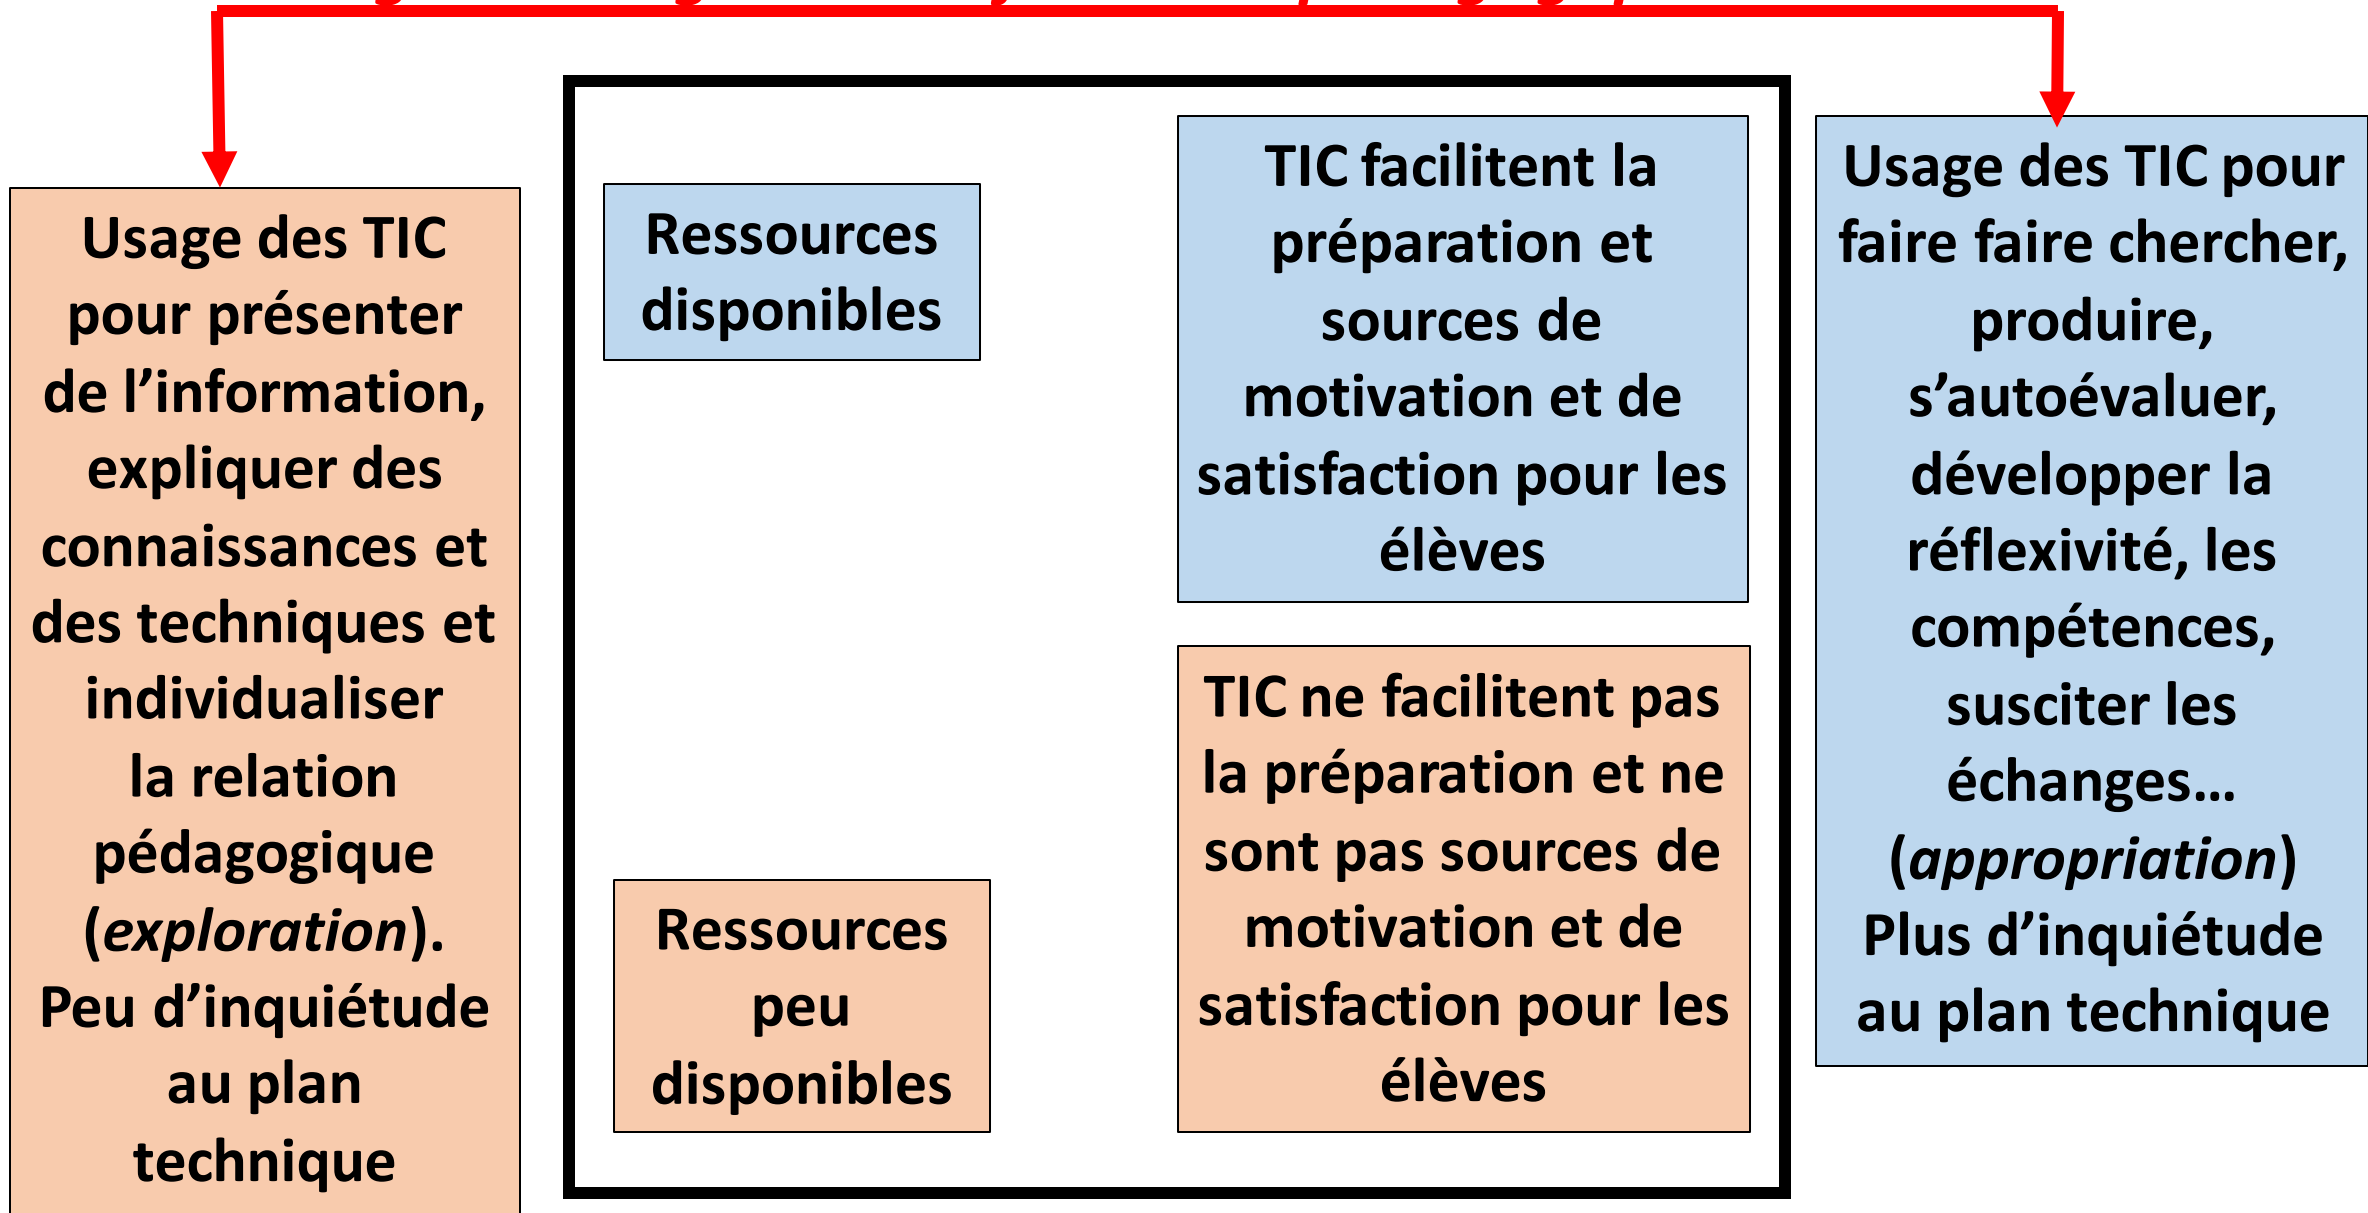 Usage des TIC
pour présenter
de l’information,
expliquer des
connaissances et
des techniques et
individualiser
la relation
pédagogique
(exploration).
Peu d’inquiétude
au plan
technique
Ressources
disponibles
Ressources
peu
disponibles
TIC facilitent la
préparation et
sources de
motivation et de
satisfaction pour les
élèves
TIC ne facilitent pas
la préparation et ne
sont pas sources de
motivation et de
satisfaction pour les
élèves
Usage des TIC pour
faire faire chercher,
produire,
s’autoévaluer,
développer la
réflexivité, les
compétences,
susciter les
échanges…
(appropriation)
Plus d’inquiétude
au plan technique